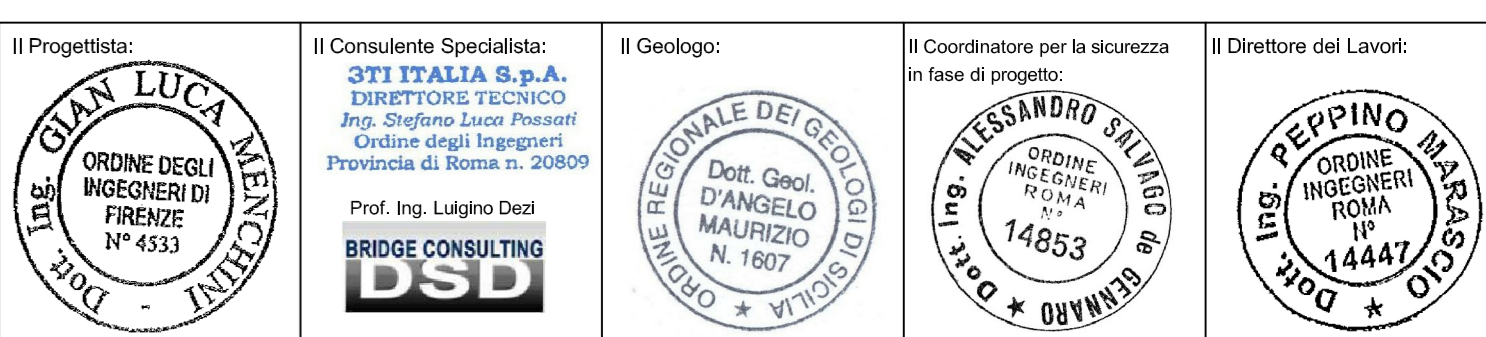 Il Progettista:
Dott. Ing. GIAN LUCA MENCHINI -
ORDINE DEGLI
INGEGNERI DI
FIRENZE
N° 4533
Il Consulente Specialista:
3TI ITALIA S.p.A.
DIRETTORE TECNICO
Ing. Stefano Luca Possati
Ordine degli Ingegneri
Provincia di Roma n. 20809
Prof. Ing. Luigino Dezi
BRIDGE CONSULTING
DSD
Il Geologo:
ORDINE REGIONALE DEI GEOLOGI DI SICILIA ★
Dott. Geol.
D'ANGELO
MAURIZIO
N. 1607
Il Coordinatore per la sicurezza
in fase di progetto:
Dott. Ing. ALESSANDRO SALVAGO de GENNARO ★
ORDINE
INGEGNERI
ROMA
N°
14853
Il Direttore dei Lavori:
Dott. Ing. PEPPINO MARASCIO ★
ORDINE
INGEGNERI
ROMA
N°
14447